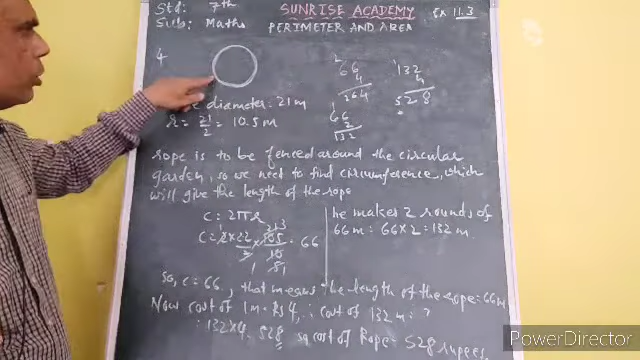 Std: 7th SUNRISE ACADEMY Ex 11.3
Sub: Maths PERIMETER AND AREA
4
66
4
264
132
4
528
66
2
132
diameter: 21 m
r = 21/2 = 10.5 m
rope is to be fenced around the circular
garden, so we need to find circumference, which
will give the length of the rope
C = 2πr
he makes 2 rounds of
66 m = 66 × 2 = 132 m
So, C = 66, that means the length of the rope = 66 m
Now cost of 1 m = Rs 4, ∴ cost of 132 m = ?
= 132×4 = 528 so cost of Rope = 528 rupees
PowerDirector